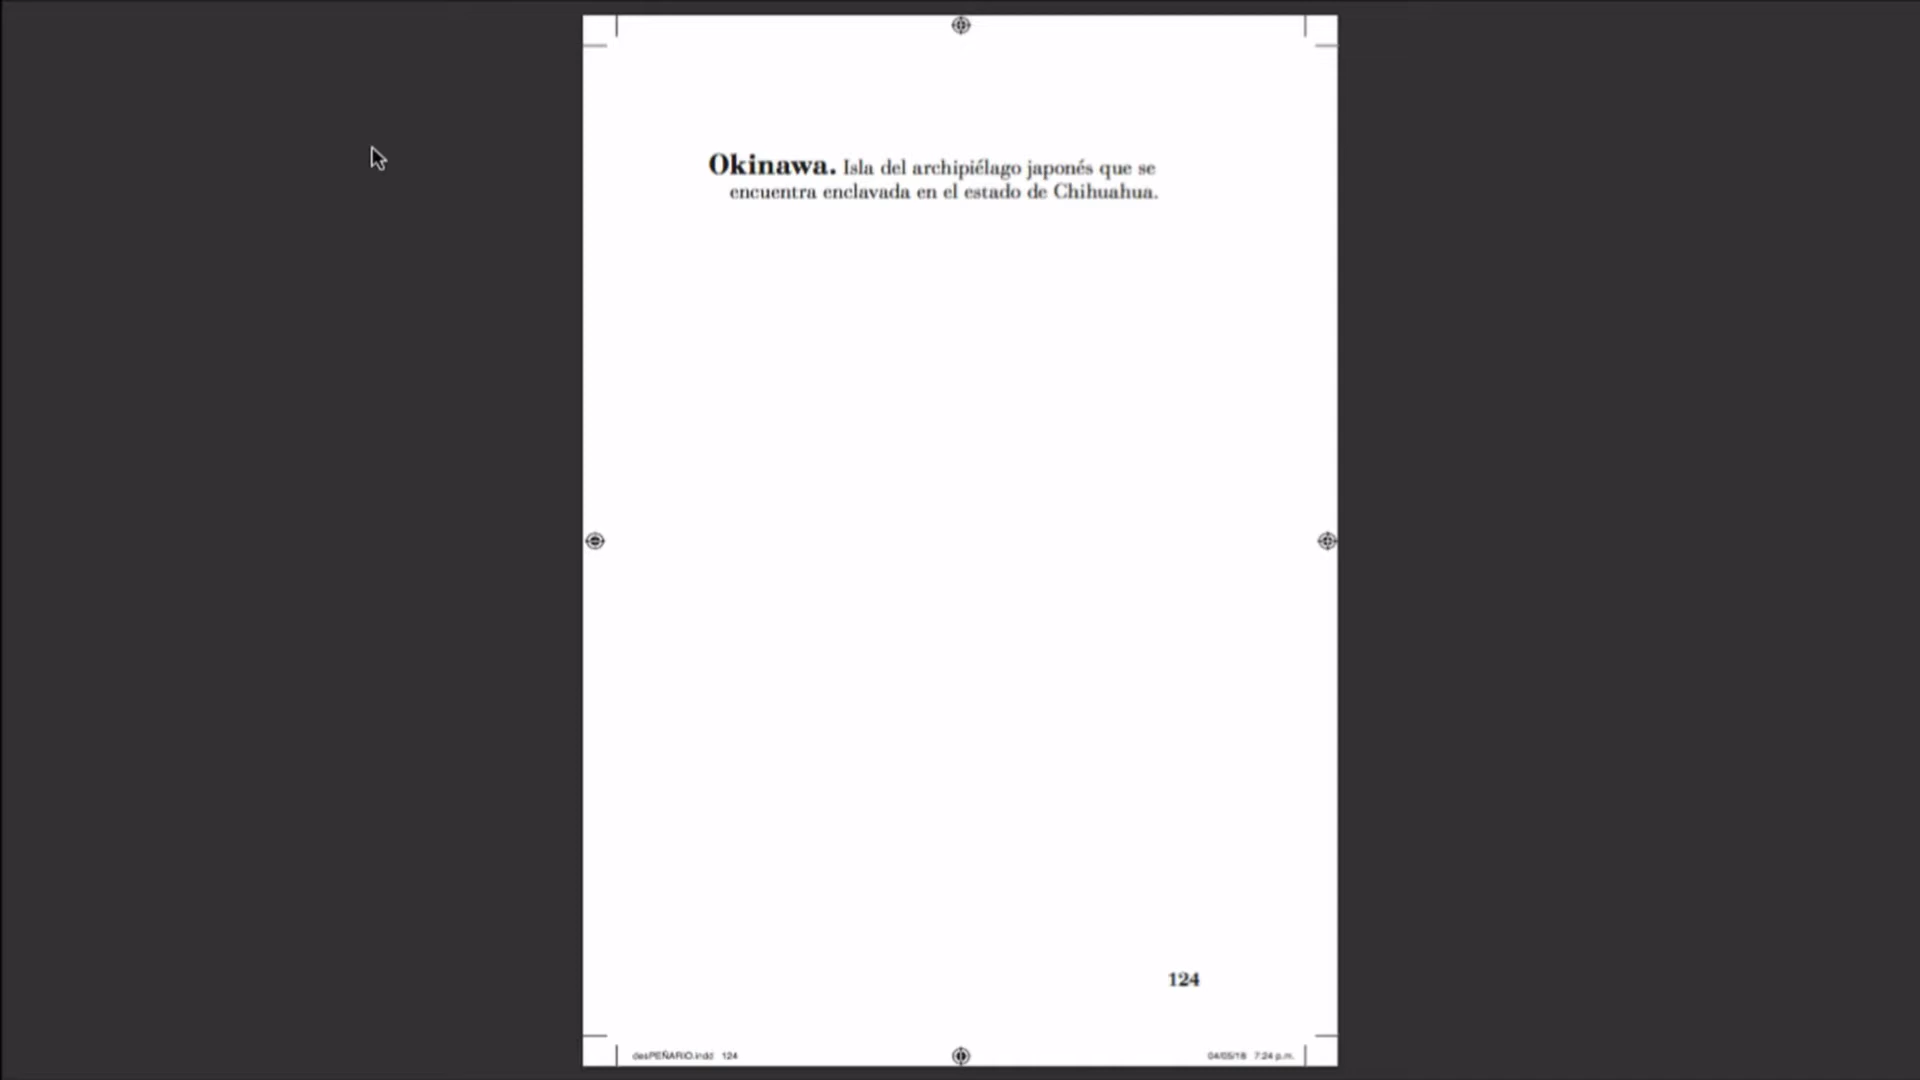 Okinawa. Isla del archipiélago japonés que se
encuentra enclavada en el estado de Chihuahua.
124
desPEÑARIO.indd 124
04/05/18 7:24 p.m.